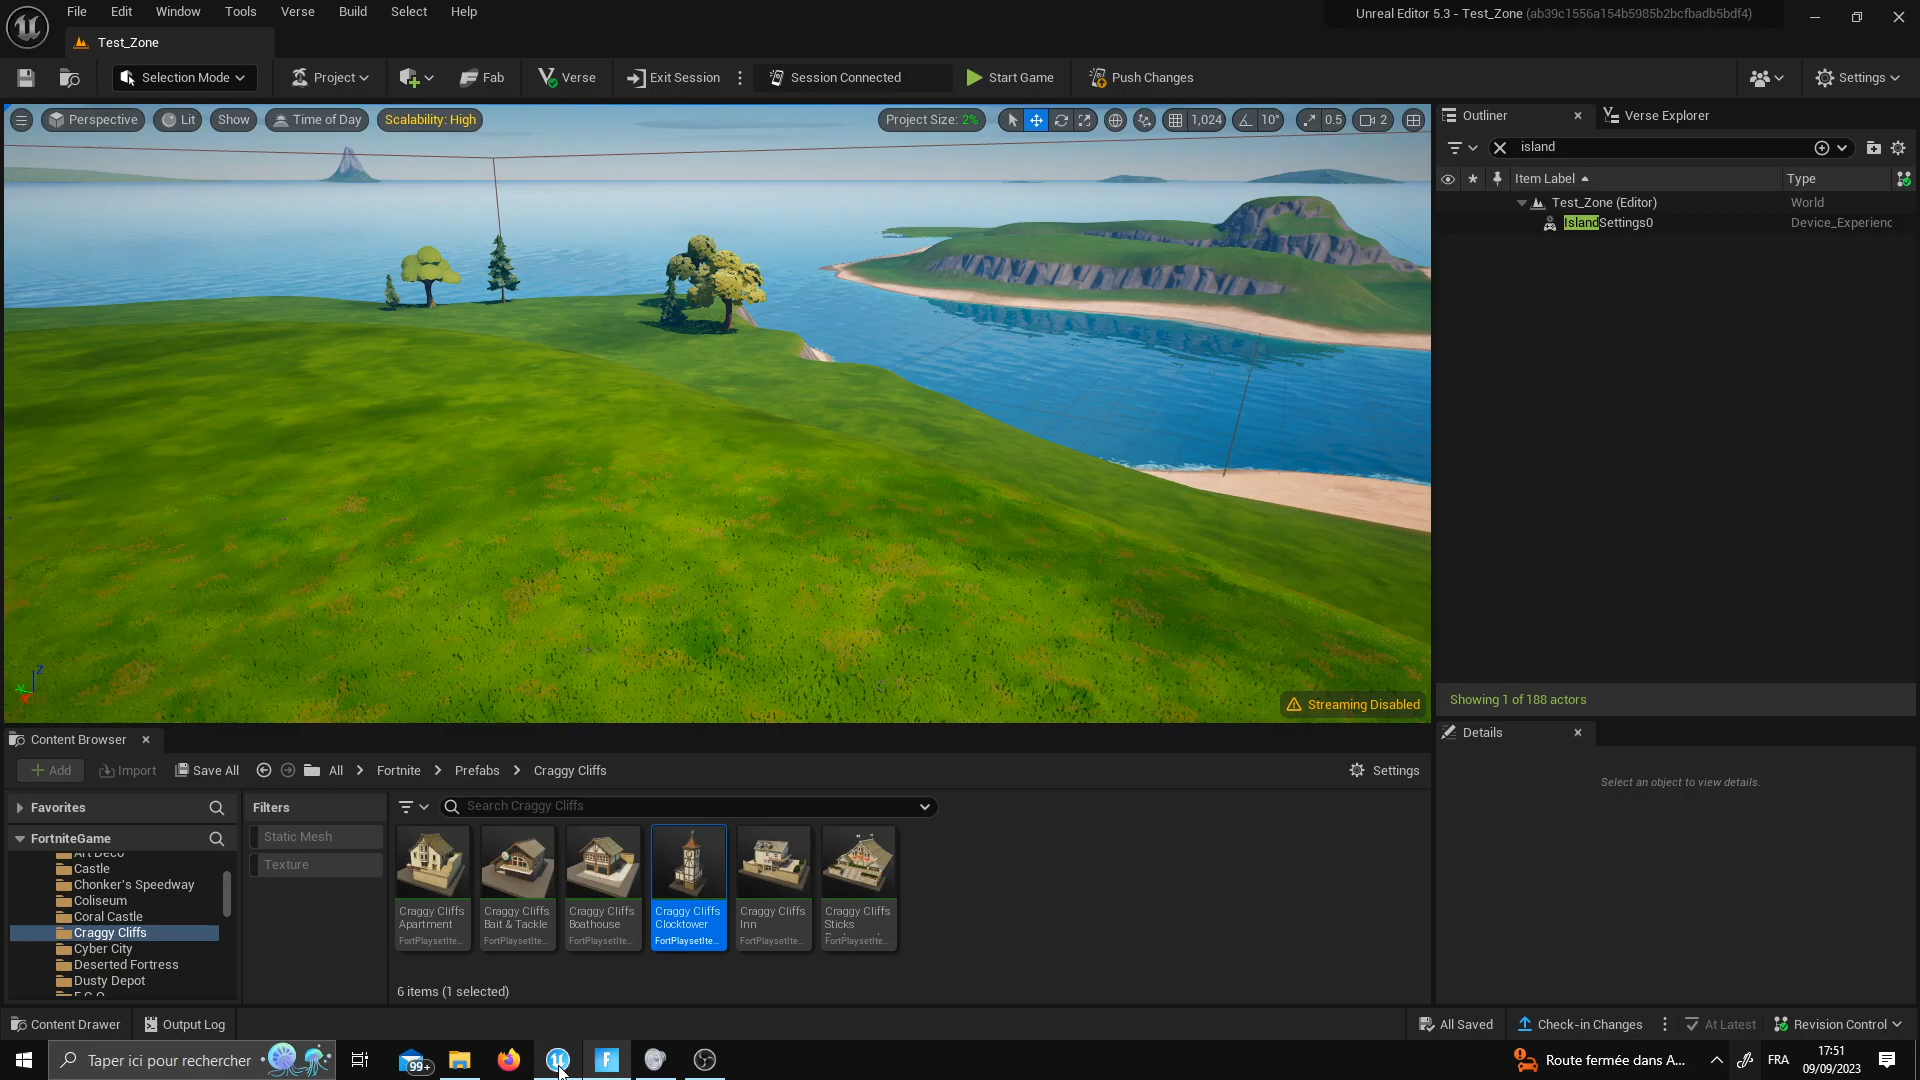 File Edit Window Tools Verse Build Select Help
Unreal Editor 5.3 - Test_Zone (ab39c1556a154b5985b2bcfbadb5bdf4)
Test_Zone
Selection Mode Project Fab Verse Exit Session Session Connected Start Game Push Changes Settings
Perspective Lit Show Time of Day Scalability: High Project Size: 2% 1,024 10° 0.5 2
Outliner Verse Explorer
island
Item Label Type
Test_Zone (Editor) World
IslandSettings0 Device_Experienc
Z
Streaming Disabled
Showing 1 of 188 actors
Details
Select an object to view details.
Content Browser
Add Import Save All All Fortnite Prefabs Craggy Cliffs Settings
Favorites
FortniteGame
Art Deco
Castle
Chonker's Speedway
Coliseum
Coral Castle
Craggy Cliffs
Cyber City
Deserted Fortress
Dusty Depot
Filters
Static Mesh
Texture
Search Craggy Cliffs
Craggy Cliffs Apartment FortPlaysetIte...
Craggy Cliffs Bait & Tackle FortPlaysetIte...
Craggy Cliffs Boathouse FortPlaysetIte...
Craggy Cliffs Clocktower FortPlaysetIte...
Craggy Cliffs Inn FortPlaysetIte...
Craggy Cliffs Sticks FortPlaysetIte...
6 items (1 selected)
Content Drawer Output Log All Saved Check-in Changes At Latest Revision Control
Taper ici pour rechercher 99+ Route fermée dans A... FRA
17:51
09/09/2023